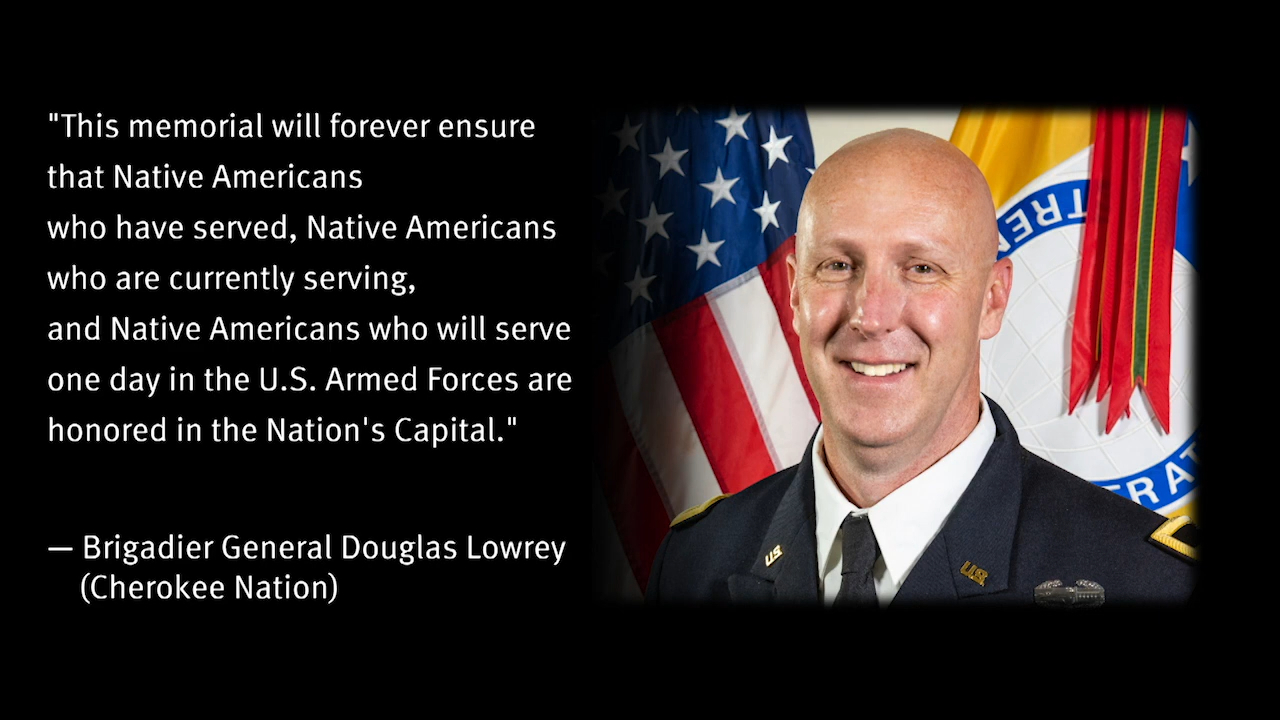 "This memorial will forever ensure
that Native Americans
who have served, Native Americans
who are currently serving,
and Native Americans who will serve
one day in the U.S. Armed Forces are
honored in the Nation's Capital."
— Brigadier General Douglas Lowrey
(Cherokee Nation)
U.S.
U.S.